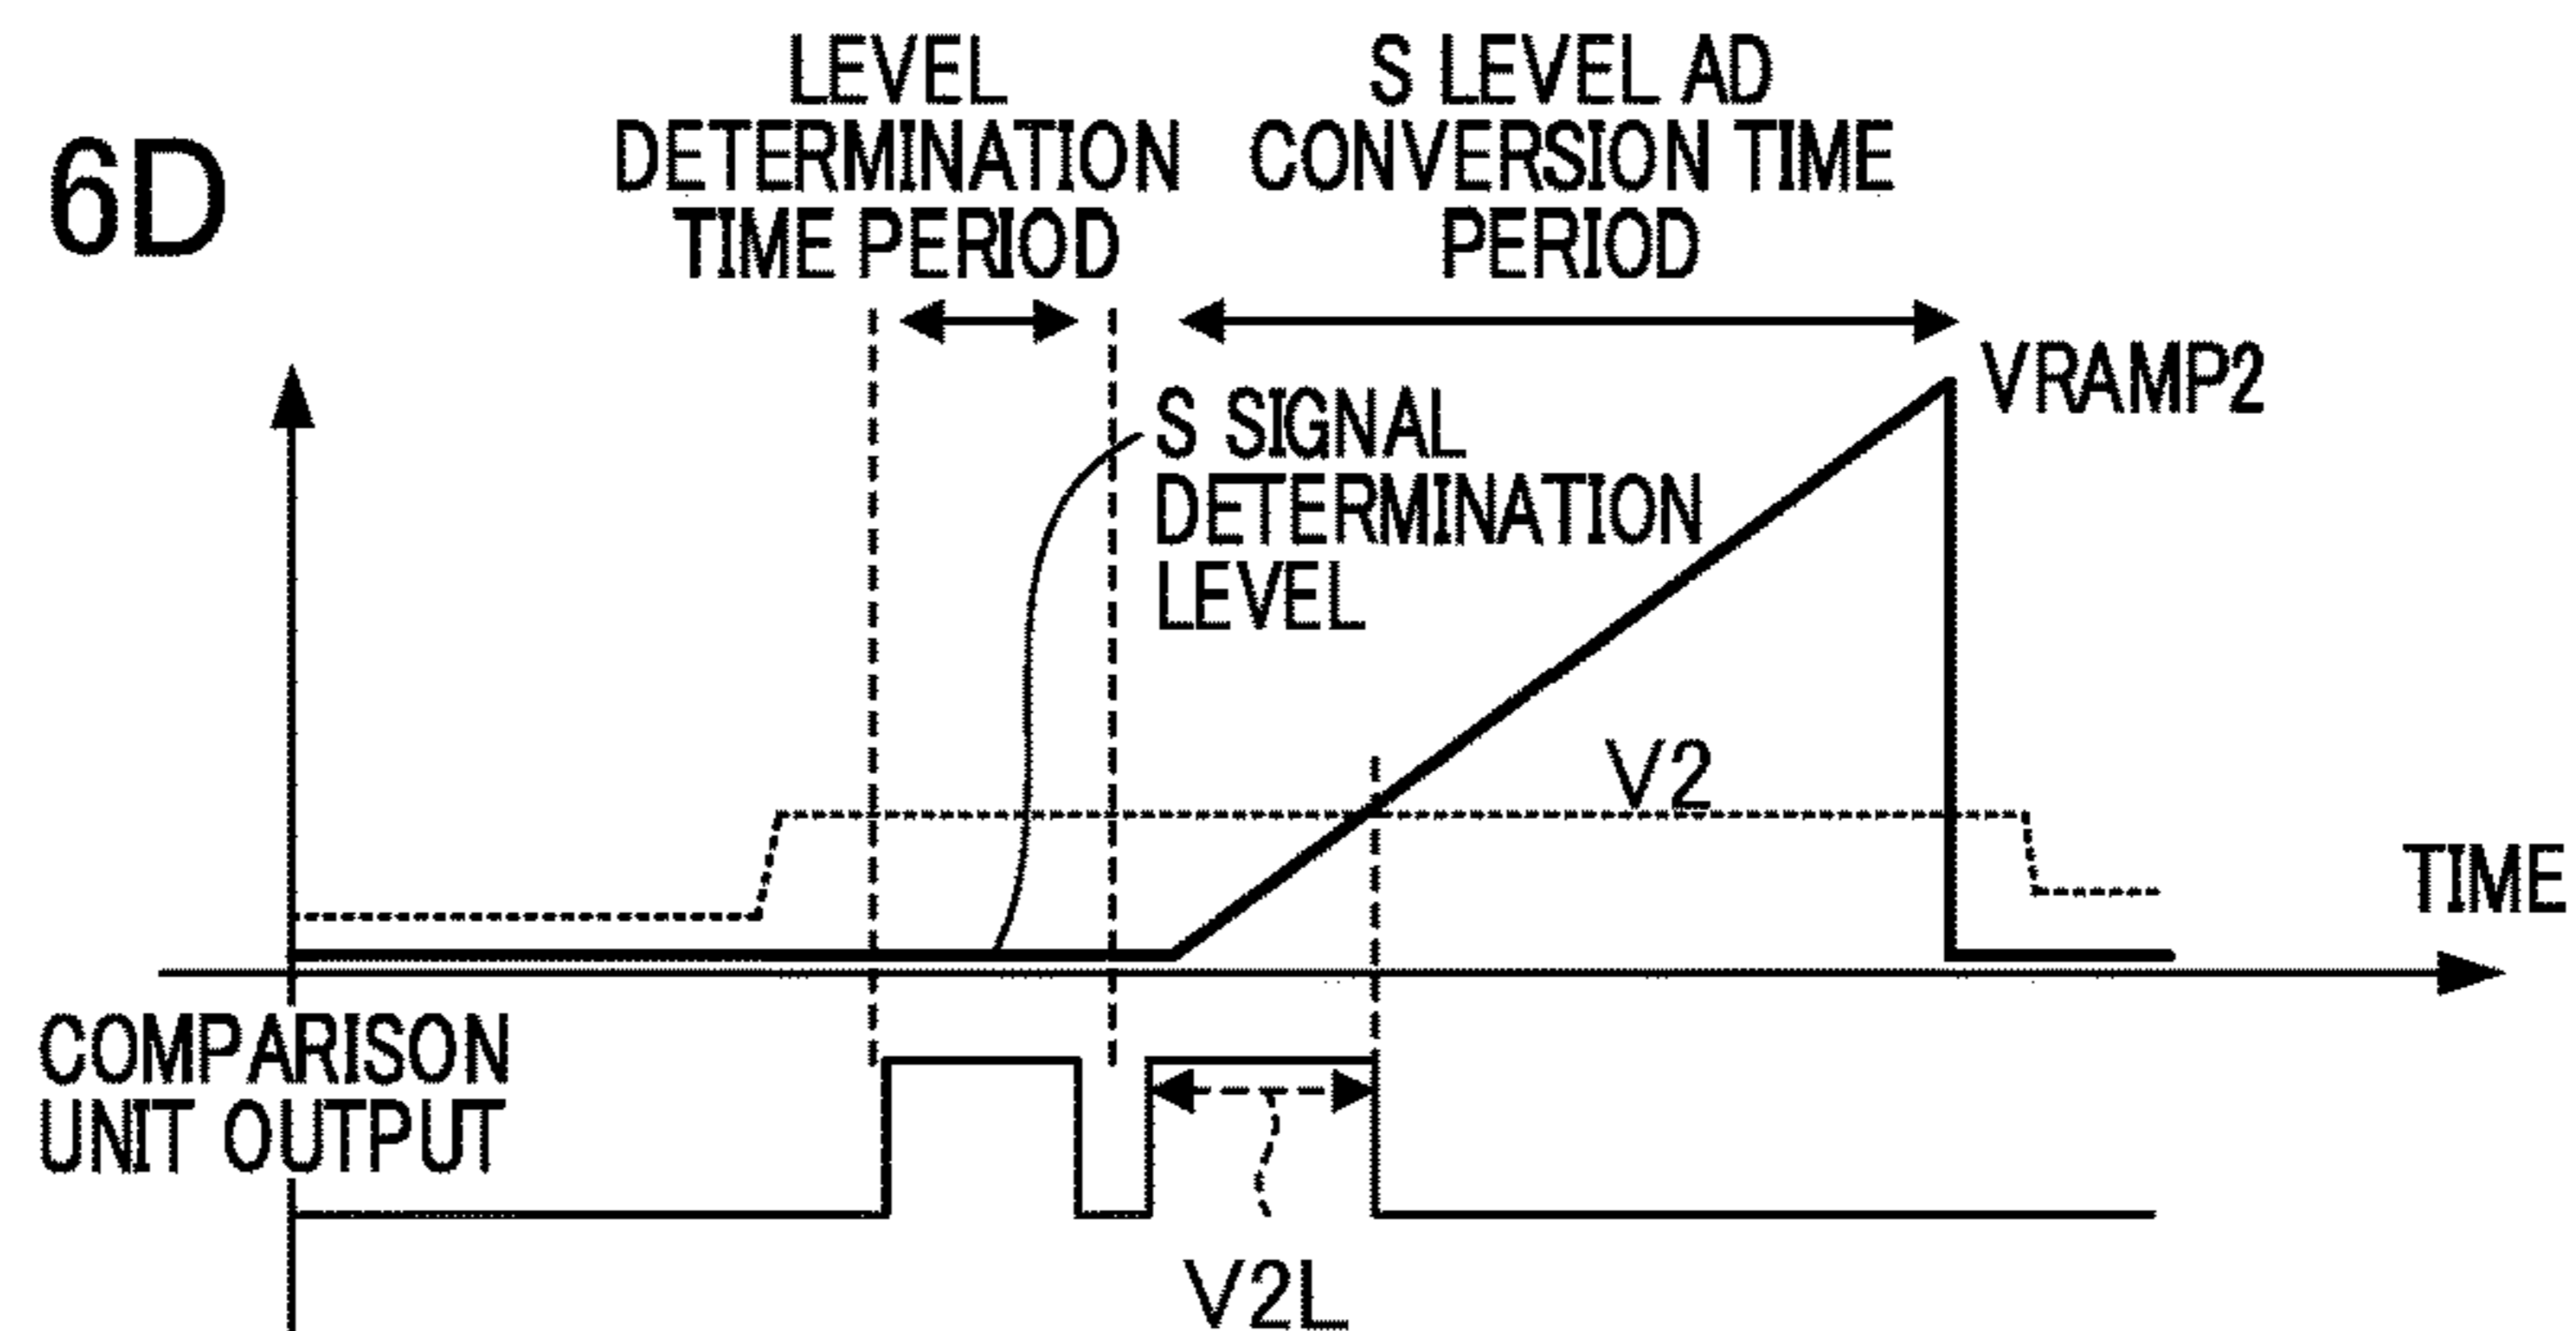 6D
LEVEL
DETERMINATION
TIME PERIOD
S LEVEL AD
CONVERSION TIME
PERIOD
VRAMP2
S SIGNAL
DETERMINATION
LEVEL
V2
TIME
COMPARISON
UNIT OUTPUT
V2L